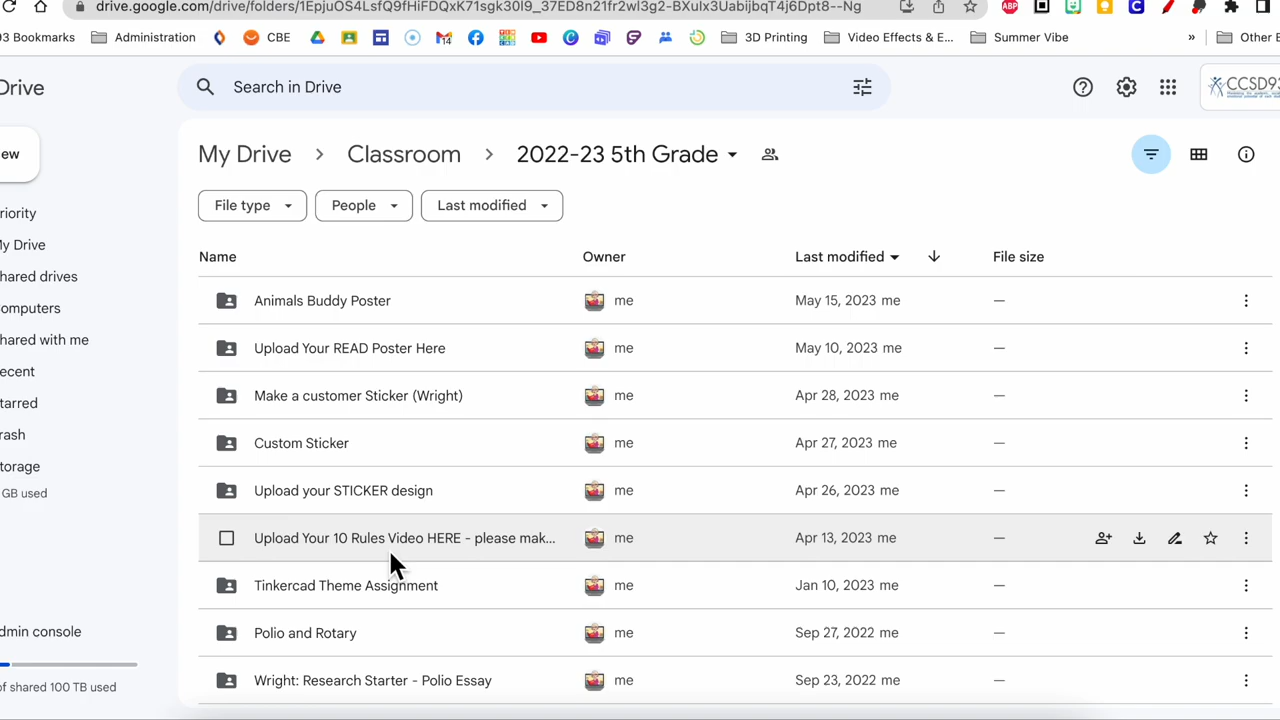 drive.google.com/drive/folders/1EpjuOS4LsfQ9fHiFDQxK71sgk30I9_37ED8n21fr2wl3g2-BXuIx3UabijbqT4j6Dpt8--Ng
ABP
93 Bookmarks Administration CBE 3D Printing Video Effects & E... Summer Vibe » Other
Drive
Search in Drive
CCSD93
ew
My Drive > Classroom > 2022-23 5th Grade
File type People Last modified
riority
My Drive
hared drives
omputers
hared with me
ecent
tarred
rash
torage
GB used
dmin console
of shared 100 TB used
Name Owner Last modified File size
Animals Buddy Poster me May 15, 2023 me —
Upload Your READ Poster Here me May 10, 2023 me —
Make a customer Sticker (Wright) me Apr 28, 2023 me —
Custom Sticker me Apr 27, 2023 me —
Upload your STICKER design me Apr 26, 2023 me —
Upload Your 10 Rules Video HERE - please mak... me Apr 13, 2023 me —
Tinkercad Theme Assignment me Jan 10, 2023 me —
Polio and Rotary me Sep 27, 2022 me —
Wright: Research Starter - Polio Essay me Sep 23, 2022 me —